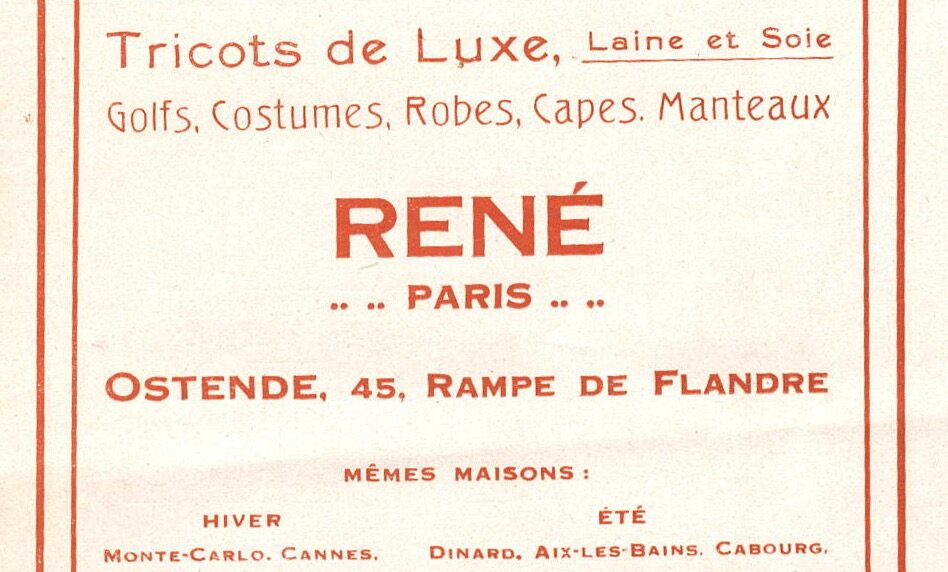 Tricots de Luxe, Laine et Soie
Golfs, Costumes, Robes, Capes. Manteaux
RENÉ
.. .. PARIS .. ..
OSTENDE, 45, RAMPE DE FLANDRE
MÊMES MAISONS :
HIVER
MONTE-CARLO. CANNES.
ÉTÉ
DINARD, AIX-LES-BAINS. CABOURG.